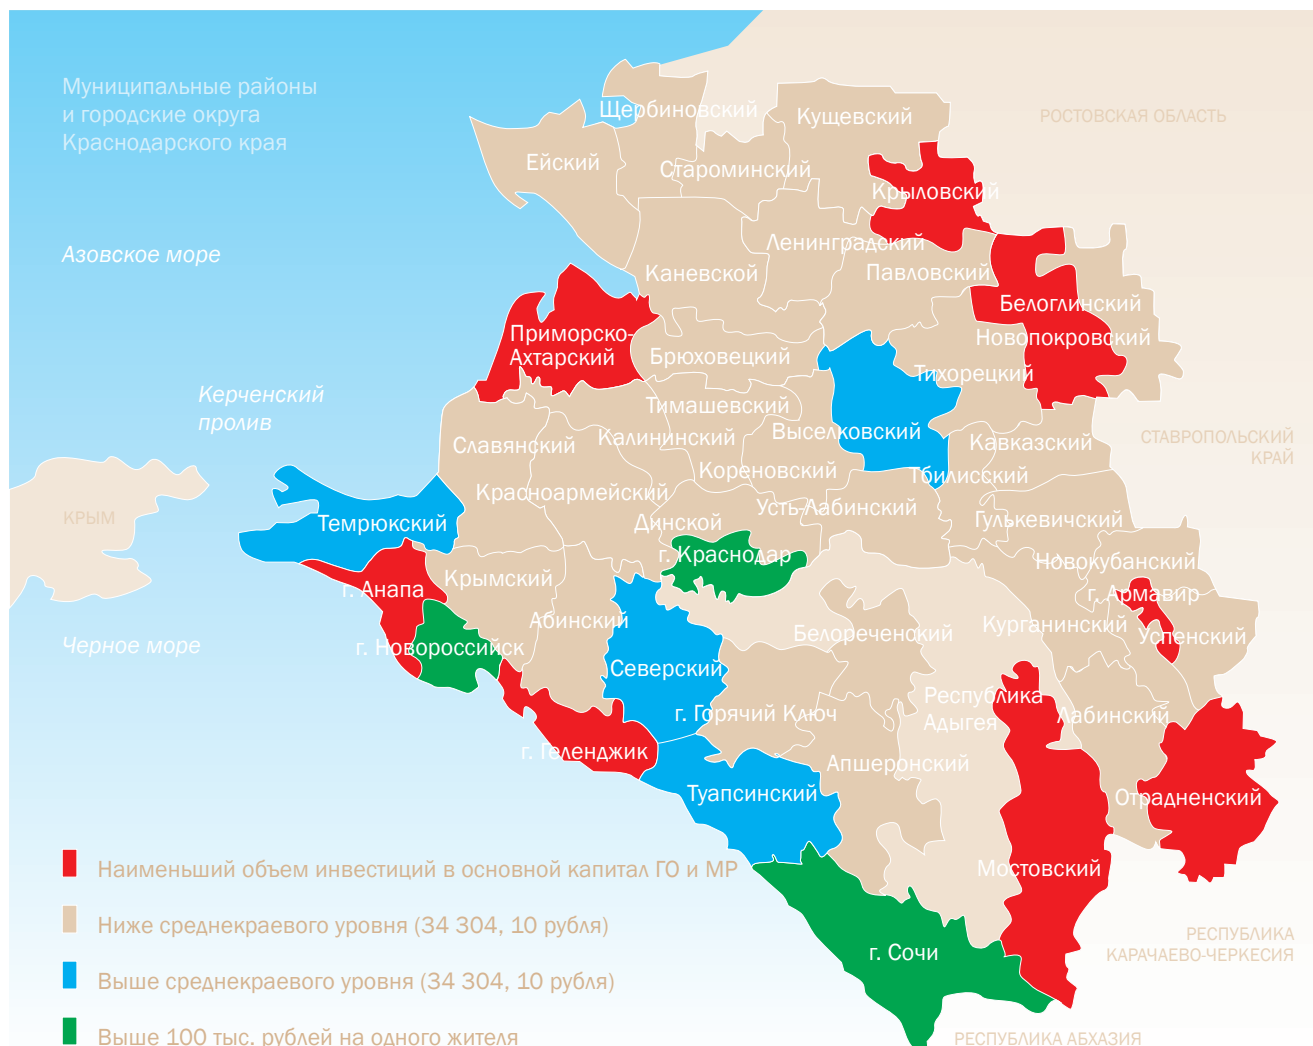 Муниципальные районы
и городские округа
Краснодарского края
Щербиновский
Кущевский
РОСТОВСКАЯ ОБЛАСТЬ
Ейский
Староминский
Крыловский
Азовское море
Ленинградский
Каневской
Павловский
Белоглинский
Приморско-
Ахтарский
Новопокровский
Брюховецкий
Тихорецкий
Керченский
пролив
Тимашевский
Славянский
Калининский
Выселковский
Кавказский
СТАВРОПОЛЬСКИЙ
КРАЙ
Кореновский
Тбилисский
Красноармейский
Усть-Лабинский
КРЫМ
Темрюкский
Динской
Гулькевичский
г. Краснодар
Новокубанский
Крымский
г. Анапа
г. Армавир
Абинский
Белореченский
Курганинский
Успенский
Черное море
г. Новороссийск
Северский
Республика
Адыгея
г. Горячий Ключ
Лабинский
г. Геленджик
Апшеронский
Туапсинский
Отрадненский
Мостовский
Наименьший объем инвестиций в основной капитал ГО и МР
Ниже среднекраевого уровня (34 304, 10 рубля)
РЕСПУБЛИКА
КАРАЧАЕВО-ЧЕРКЕСИЯ
г. Сочи
Выше среднекраевого уровня (34 304, 10 рубля)
Выше 100 тыс. рублей на одного жителя
РЕСПУБЛИКА АБХАЗИЯ